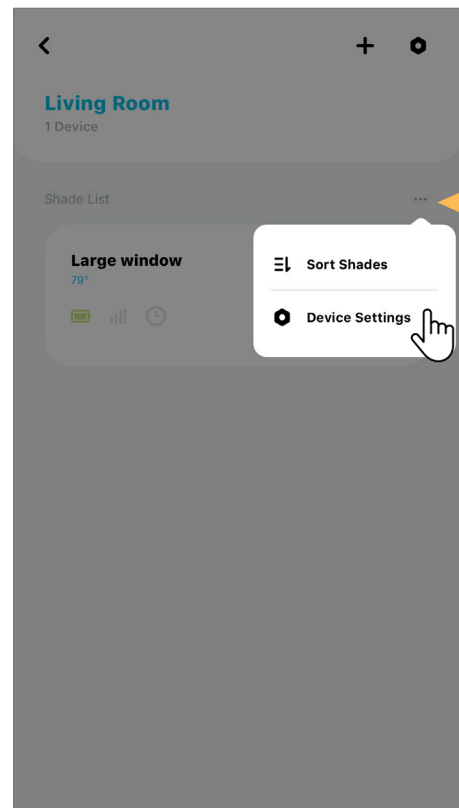 Living Room
1 Device
Shade List
Large window
79°
Sort Shades
Device Settings